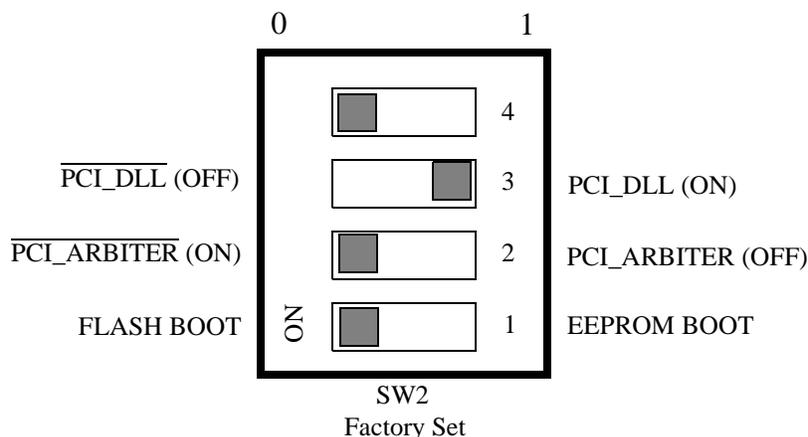 0 1
4
PCI_DLL (OFF) 3 PCI_DLL (ON)
PCI_ARBITER (ON) 2 PCI_ARBITER (OFF)
FLASH BOOT ON 1 EEPROM BOOT
SW2
Factory Set